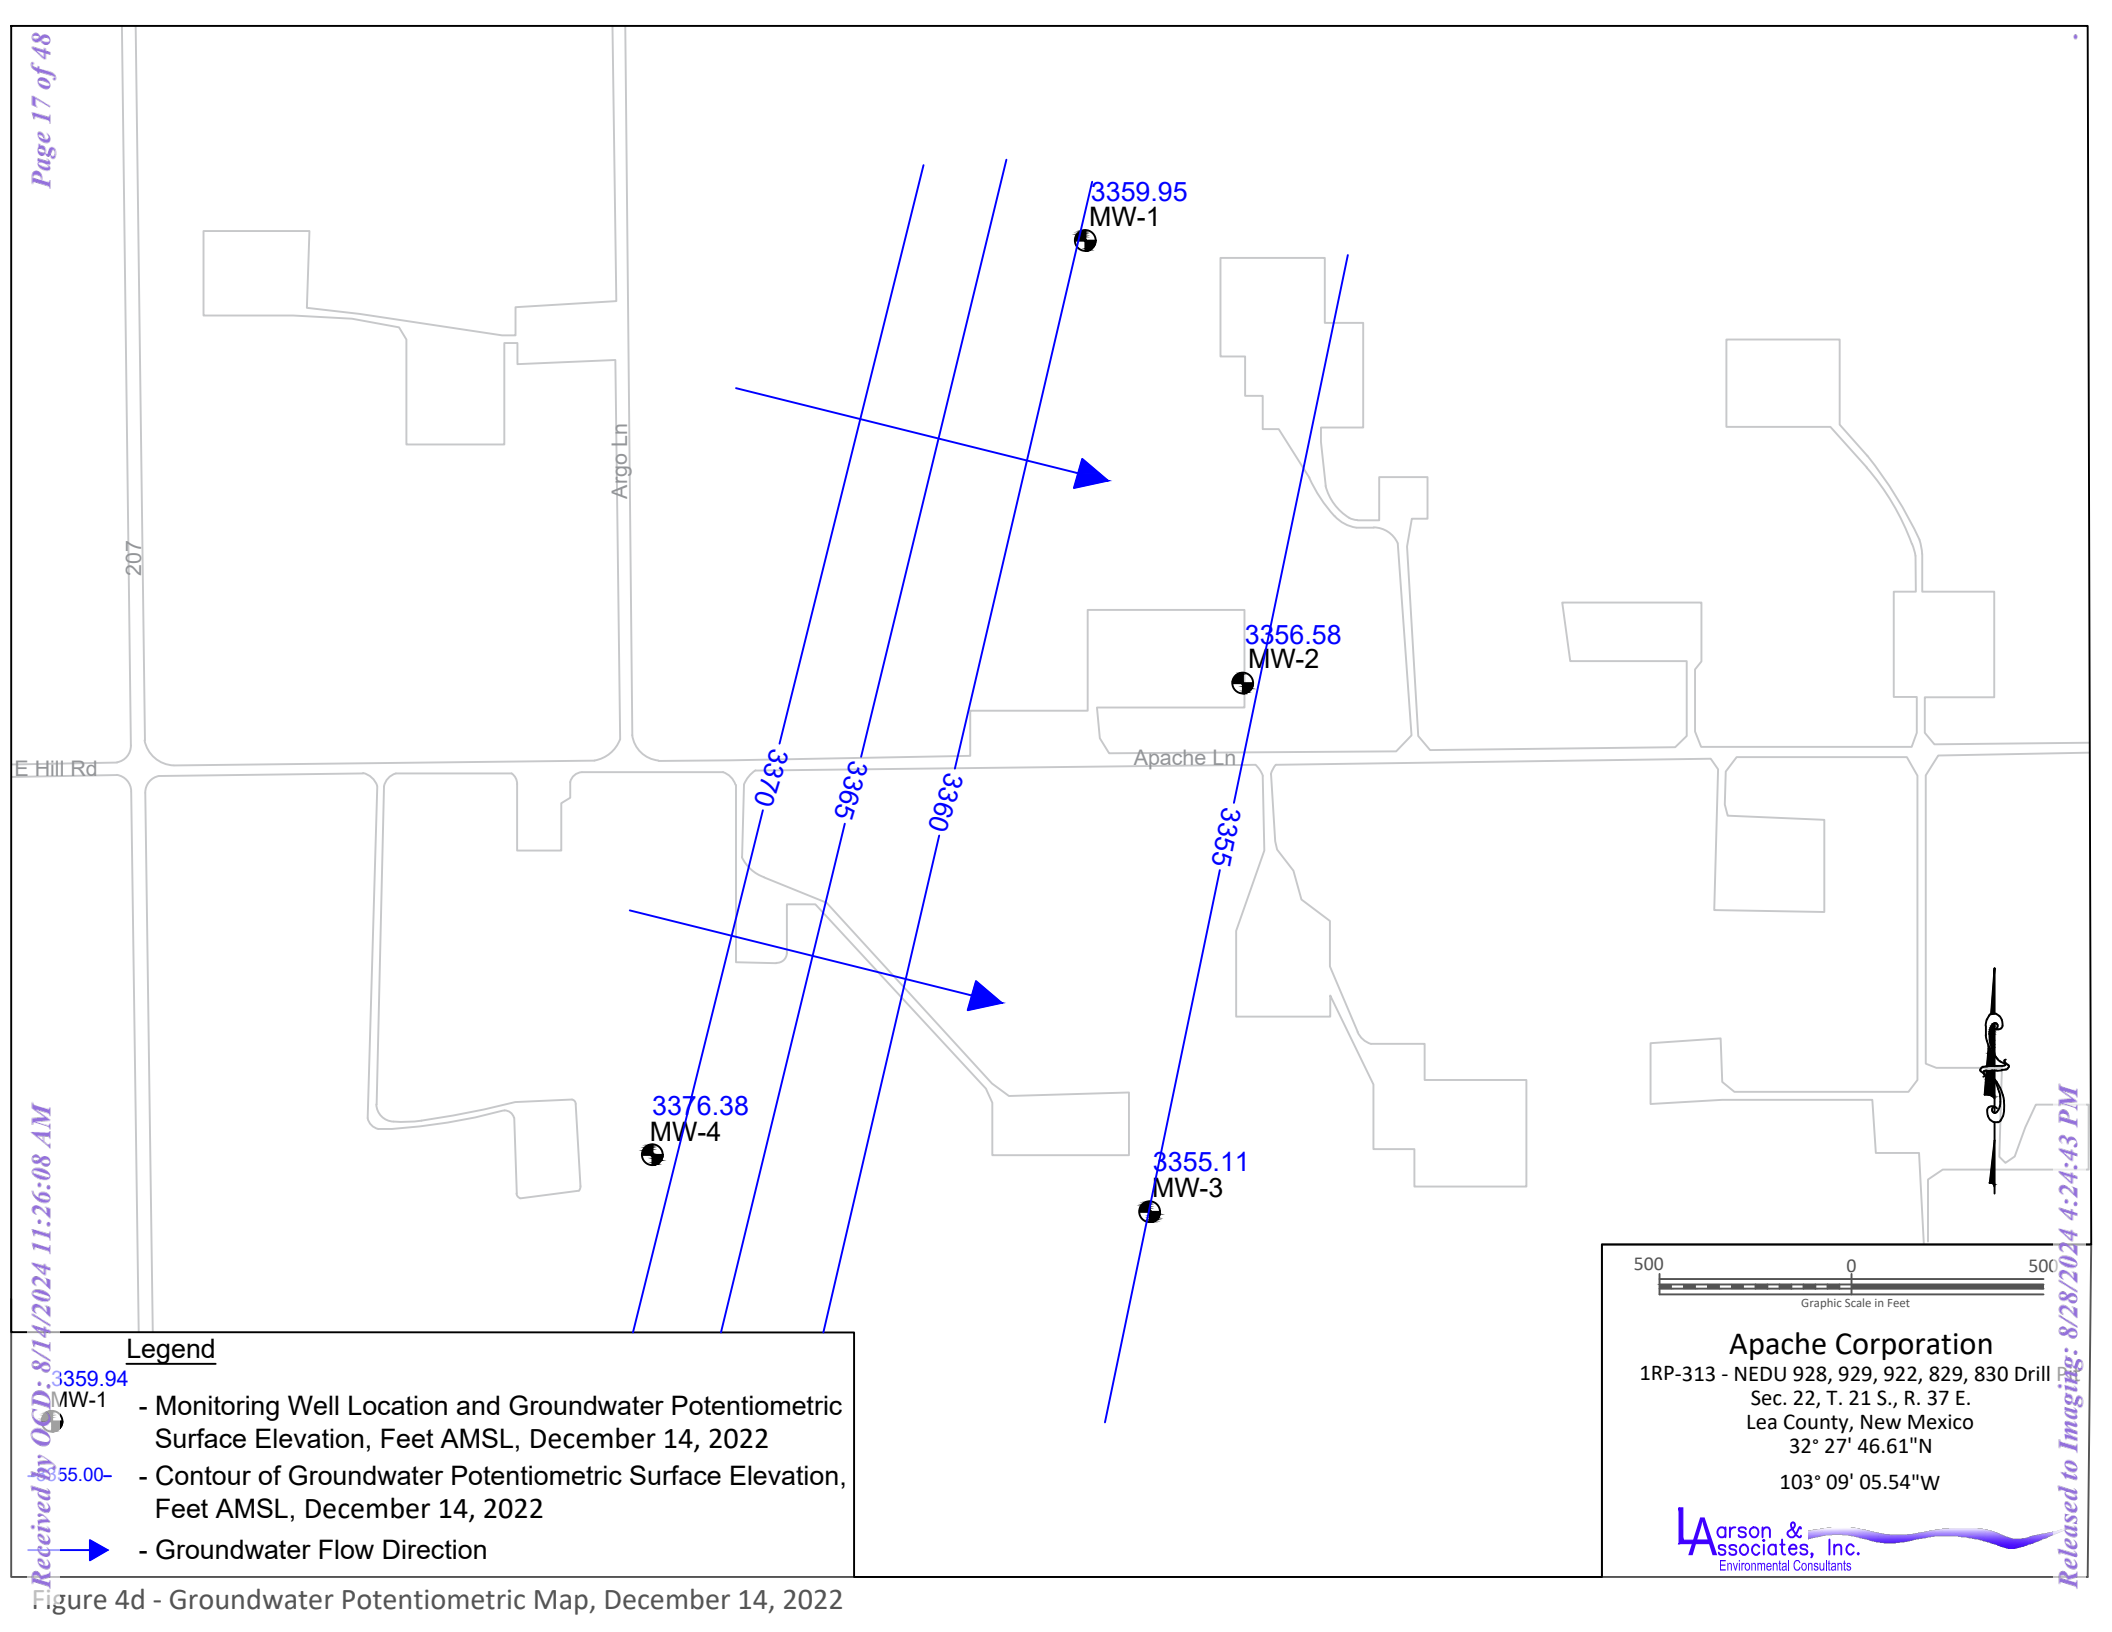 Page 17 of 48
3359.95
MW-1
Argo Ln
207
3356.58
MW-2
E Hill Rd
Apache Ln
3370
3365
3360
3355
3376.38
MW-4
3355.11
MW-3
Received by OCD: 8/14/2024 11:26:08 AM
Released to Imaging: 8/28/2024 4:24:43 PM
500 0 500
Graphic Scale in Feet
Legend
3359.94
MW-1
- Monitoring Well Location and Groundwater Potentiometric
Surface Elevation, Feet AMSL, December 14, 2022
55.00
- Contour of Groundwater Potentiometric Surface Elevation,
Feet AMSL, December 14, 2022
- Groundwater Flow Direction
Apache Corporation
1RP-313 - NEDU 928, 929, 922, 829, 830 Drill P
Sec. 22, T. 21 S., R. 37 E.
Lea County, New Mexico
32° 27' 46.61"N
103° 09' 05.54"W
Larson &
Associates, Inc.
Environmental Consultants
Figure 4d - Groundwater Potentiometric Map, December 14, 2022